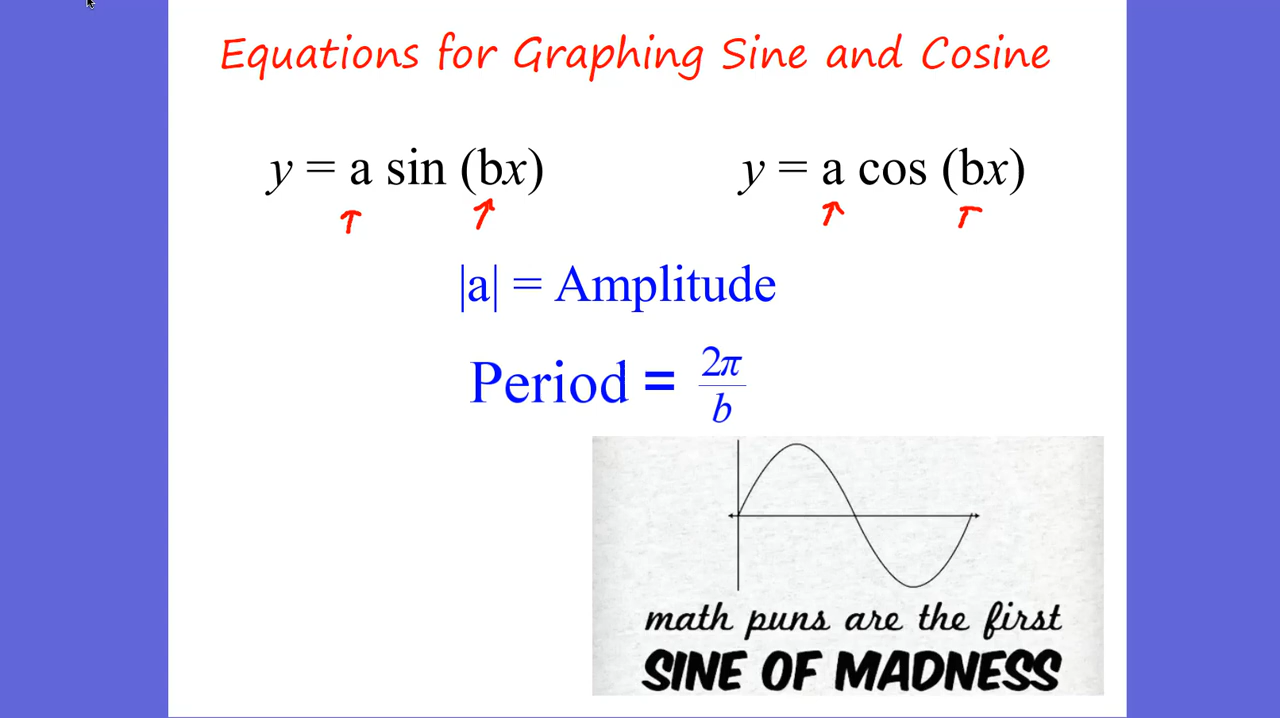 Equations for Graphing Sine and Cosine
y = a sin (bx) y = a cos (bx)
|a| = Amplitude
Period = 2π/b
math puns are the first
SINE OF MADNESS